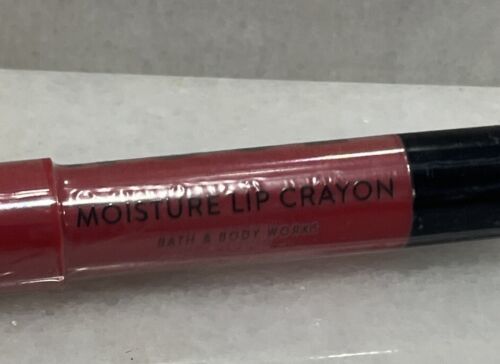 MOISTURE LIP CRAYON
BATH & BODY WORKS